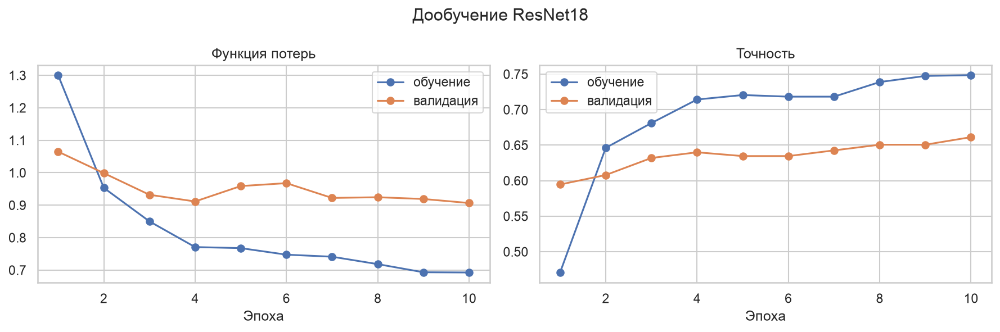 Дообучение ResNet18
Функция потерь
1.3
1.2
1.1
1.0
0.9
0.8
0.7
обучение
валидация
2
4
6
8
10
Эпоха
Точность
0.75
0.70
0.65
0.60
0.55
0.50
обучение
валидация
2
4
6
8
10
Эпоха